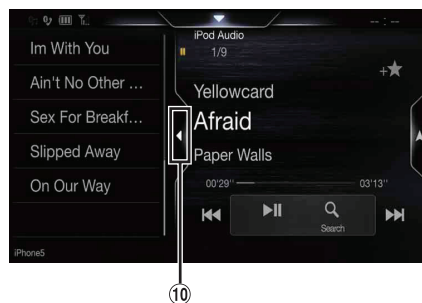 -- : --
iPod Audio
1/9
Im With You
Ain't No Other ...
Sex For Breakf...
Slipped Away
On Our Way
Yellowcard
Afraid
Paper Walls
00'29''
03'13''
Search
iPhone5
10